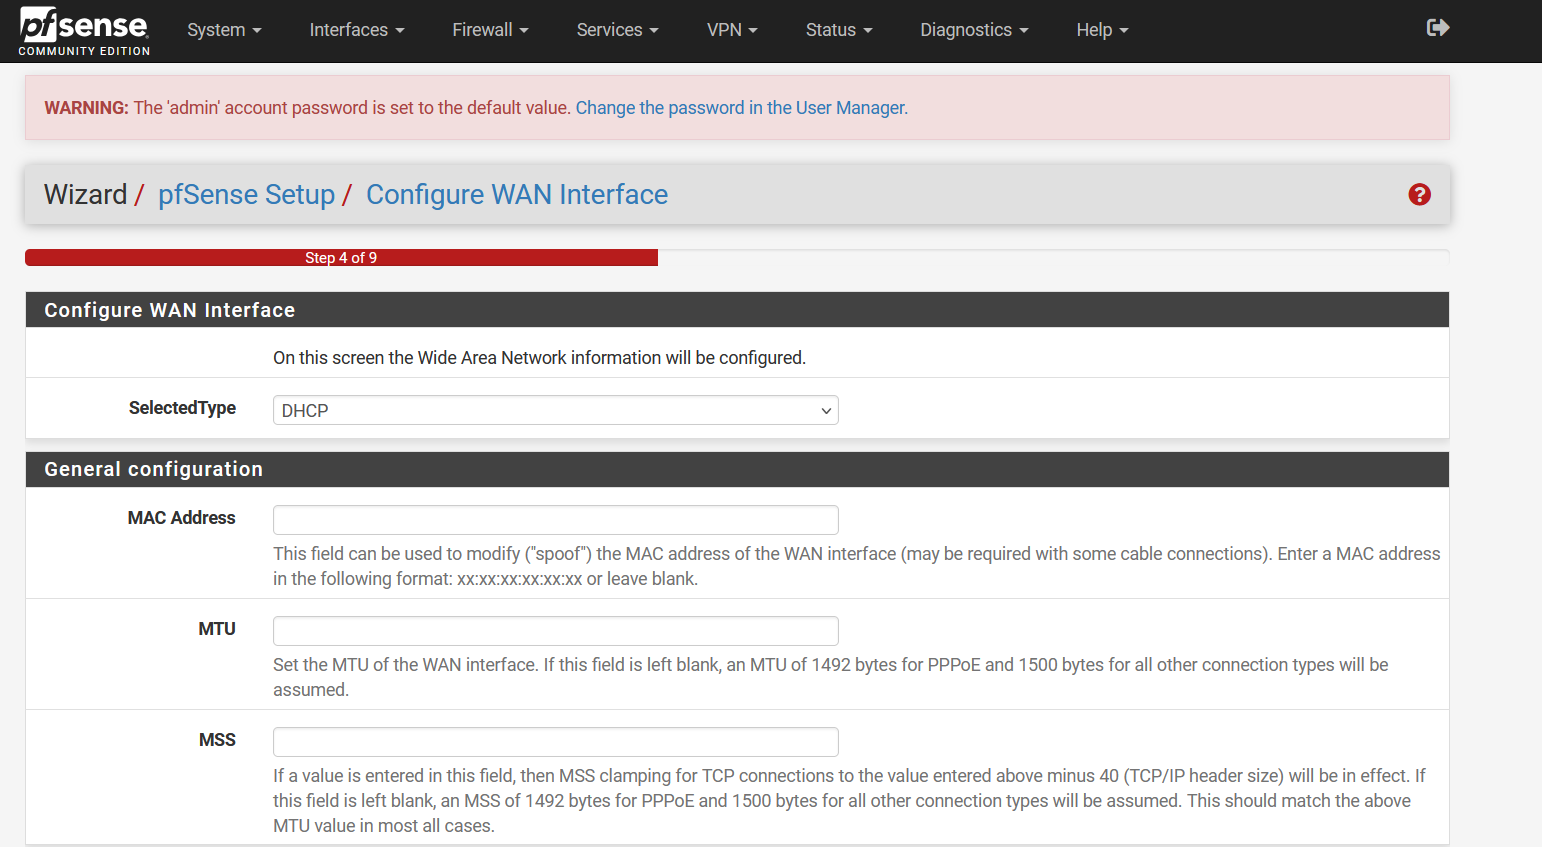 pfsense
COMMUNITY EDITION
System
Interfaces
Firewall
Services
VPN
Status
Diagnostics
Help
WARNING: The 'admin' account password is set to the default value. Change the password in the User Manager.
Wizard / pfSense Setup / Configure WAN Interface
?
Step 4 of 9
Configure WAN Interface
On this screen the Wide Area Network information will be configured.
SelectedType
DHCP
General configuration
MAC Address
This field can be used to modify ("spoof") the MAC address of the WAN interface (may be required with some cable connections). Enter a MAC address
in the following format: xx:xx:xx:xx:xx:xx or leave blank.
MTU
Set the MTU of the WAN interface. If this field is left blank, an MTU of 1492 bytes for PPPoE and 1500 bytes for all other connection types will be
assumed.
MSS
If a value is entered in this field, then MSS clamping for TCP connections to the value entered above minus 40 (TCP/IP header size) will be in effect. If
this field is left blank, an MSS of 1492 bytes for PPPoE and 1500 bytes for all other connection types will be assumed. This should match the above
MTU value in most all cases.